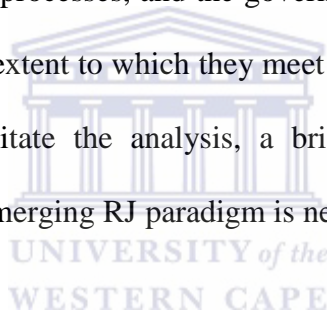 processes, and the govern
extent to which they meet
itate the analysis, a bri
merging RJ paradigm is ne
UNIVERSITY of the
WESTERN CAPE